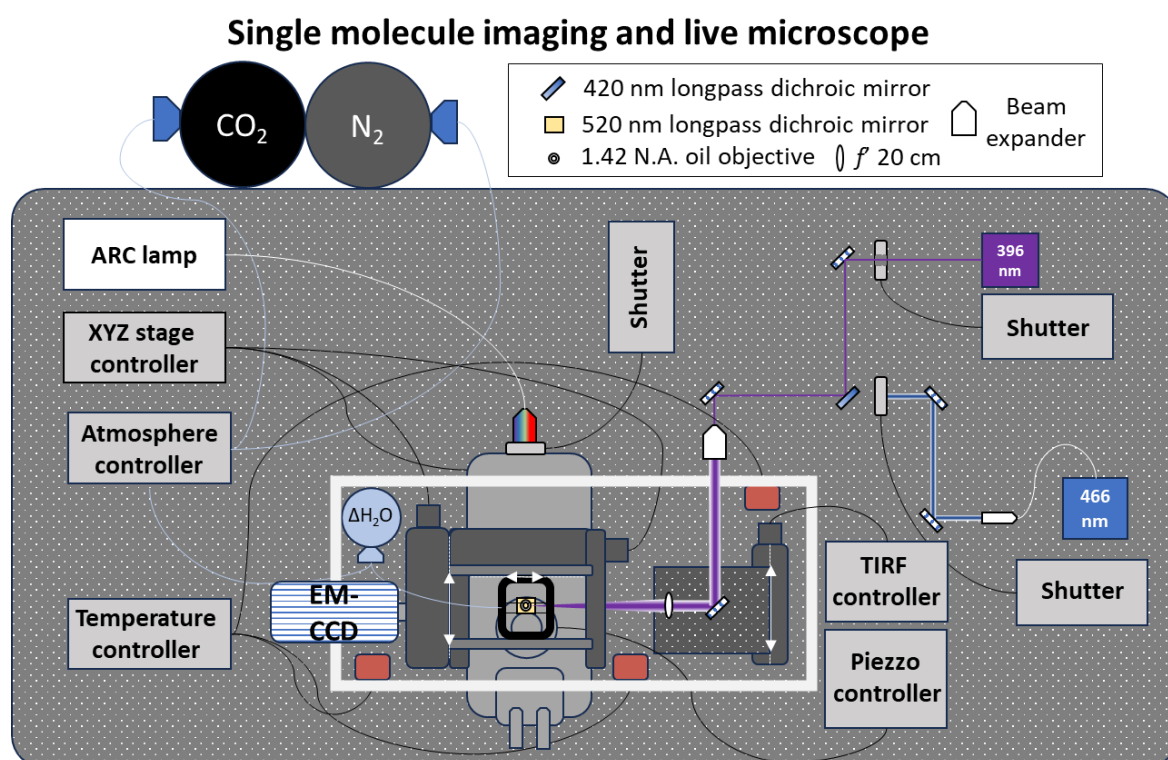 Single molecule imaging and live microscope
CO₂
N₂
420 nm longpass dichroic mirror
520 nm longpass dichroic mirror
1.42 N.A. oil objective
f' 20 cm
Beam
expander
ARC lamp
XYZ stage
controller
Atmosphere
controller
Temperature
controller
Shutter
396
nm
Shutter
466
nm
Shutter
ΔH₂O
EM-
CCD
TIRF
controller
Piezzo
controller